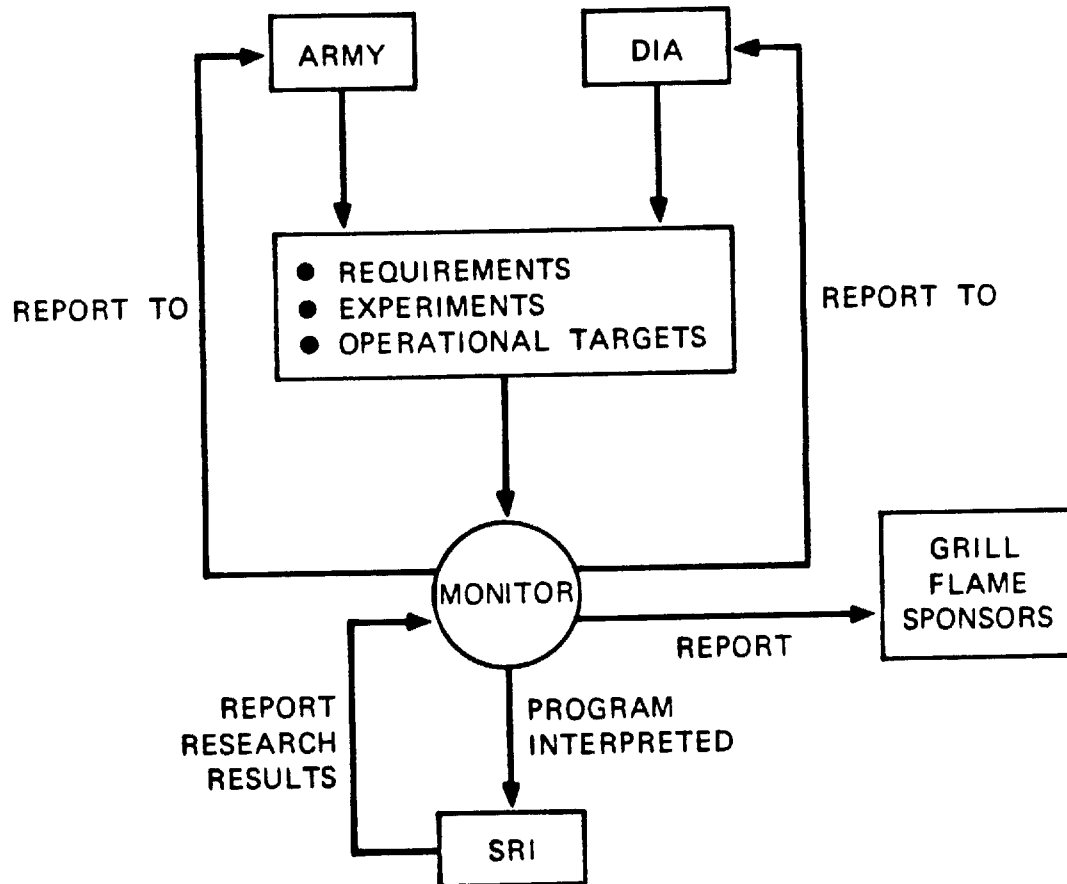 ARMY
DIA
● REQUIREMENTS
● EXPERIMENTS
● OPERATIONAL TARGETS
REPORT TO
REPORT TO
MONITOR
GRILL
FLAME
SPONSORS
REPORT
REPORT
RESEARCH
RESULTS
PROGRAM
INTERPRETED
SRI